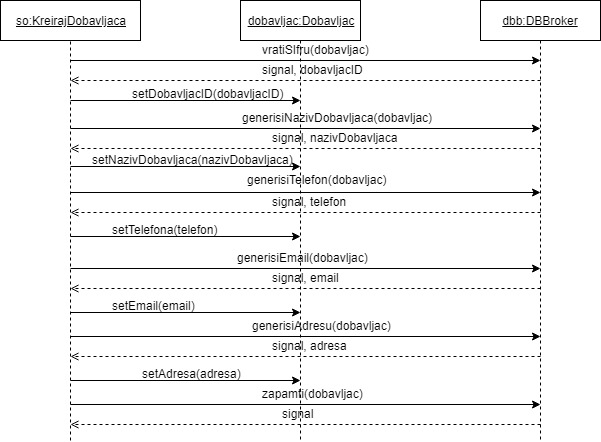 so:KreirajDobavljaca
dobavljac:Dobavljac
dbb:DBBroker
vratiSIfru(dobavljac)
signal, dobavljacID
setDobavljacID(dobavljacID)
generisiNazivDobavljaca(dobavljac)
signal, nazivDobavljaca
setNazivDobavljaca(nazivDobavljaca)
generisiTelefon(dobavljac)
signal, telefon
setTelefona(telefon)
generisiEmail(dobavljac)
signal, email
setEmail(email)
generisiAdresu(dobavljac)
signal, adresa
setAdresa(adresa)
zapamti(dobavljac)
signal